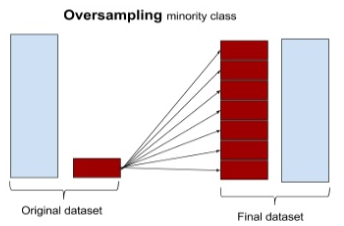 Oversampling minority class
Original dataset
Final dataset